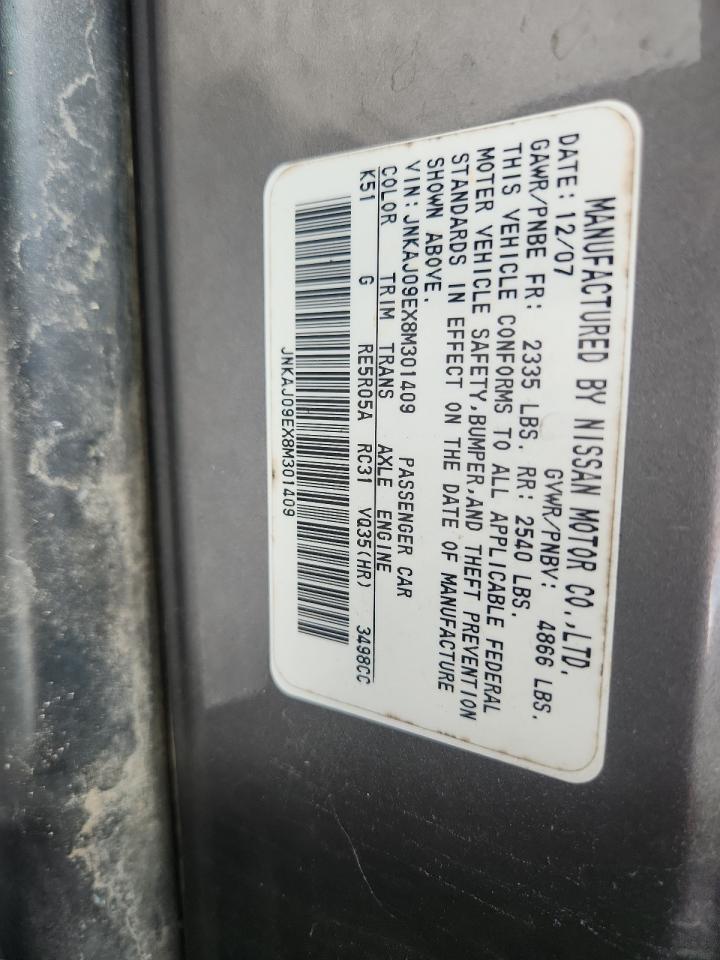 MANUFACTURED BY NISSAN MOTOR CO.,LTD.
DATE: 12/07 GVWR/PNBV: 4866 LBS.
GAWR/PNBE FR: 2335 LBS. RR: 2540 LBS.
THIS VEHICLE CONFORMS TO ALL APPLICABLE FEDERAL
MOTER VEHICLE SAFETY,BUMPER,AND THEFT PREVENTION
STANDARDS IN EFFECT ON THE DATE OF MANUFACTURE
SHOWN ABOVE.
VIN: JNKAJ09EX8M301409 PASSENGER CAR
COLOR TRIM TRANS AXLE ENGINE
K51 G RE5R05A RC31 VQ35(HR) 3498CC
JNKAJ09EX8M301409